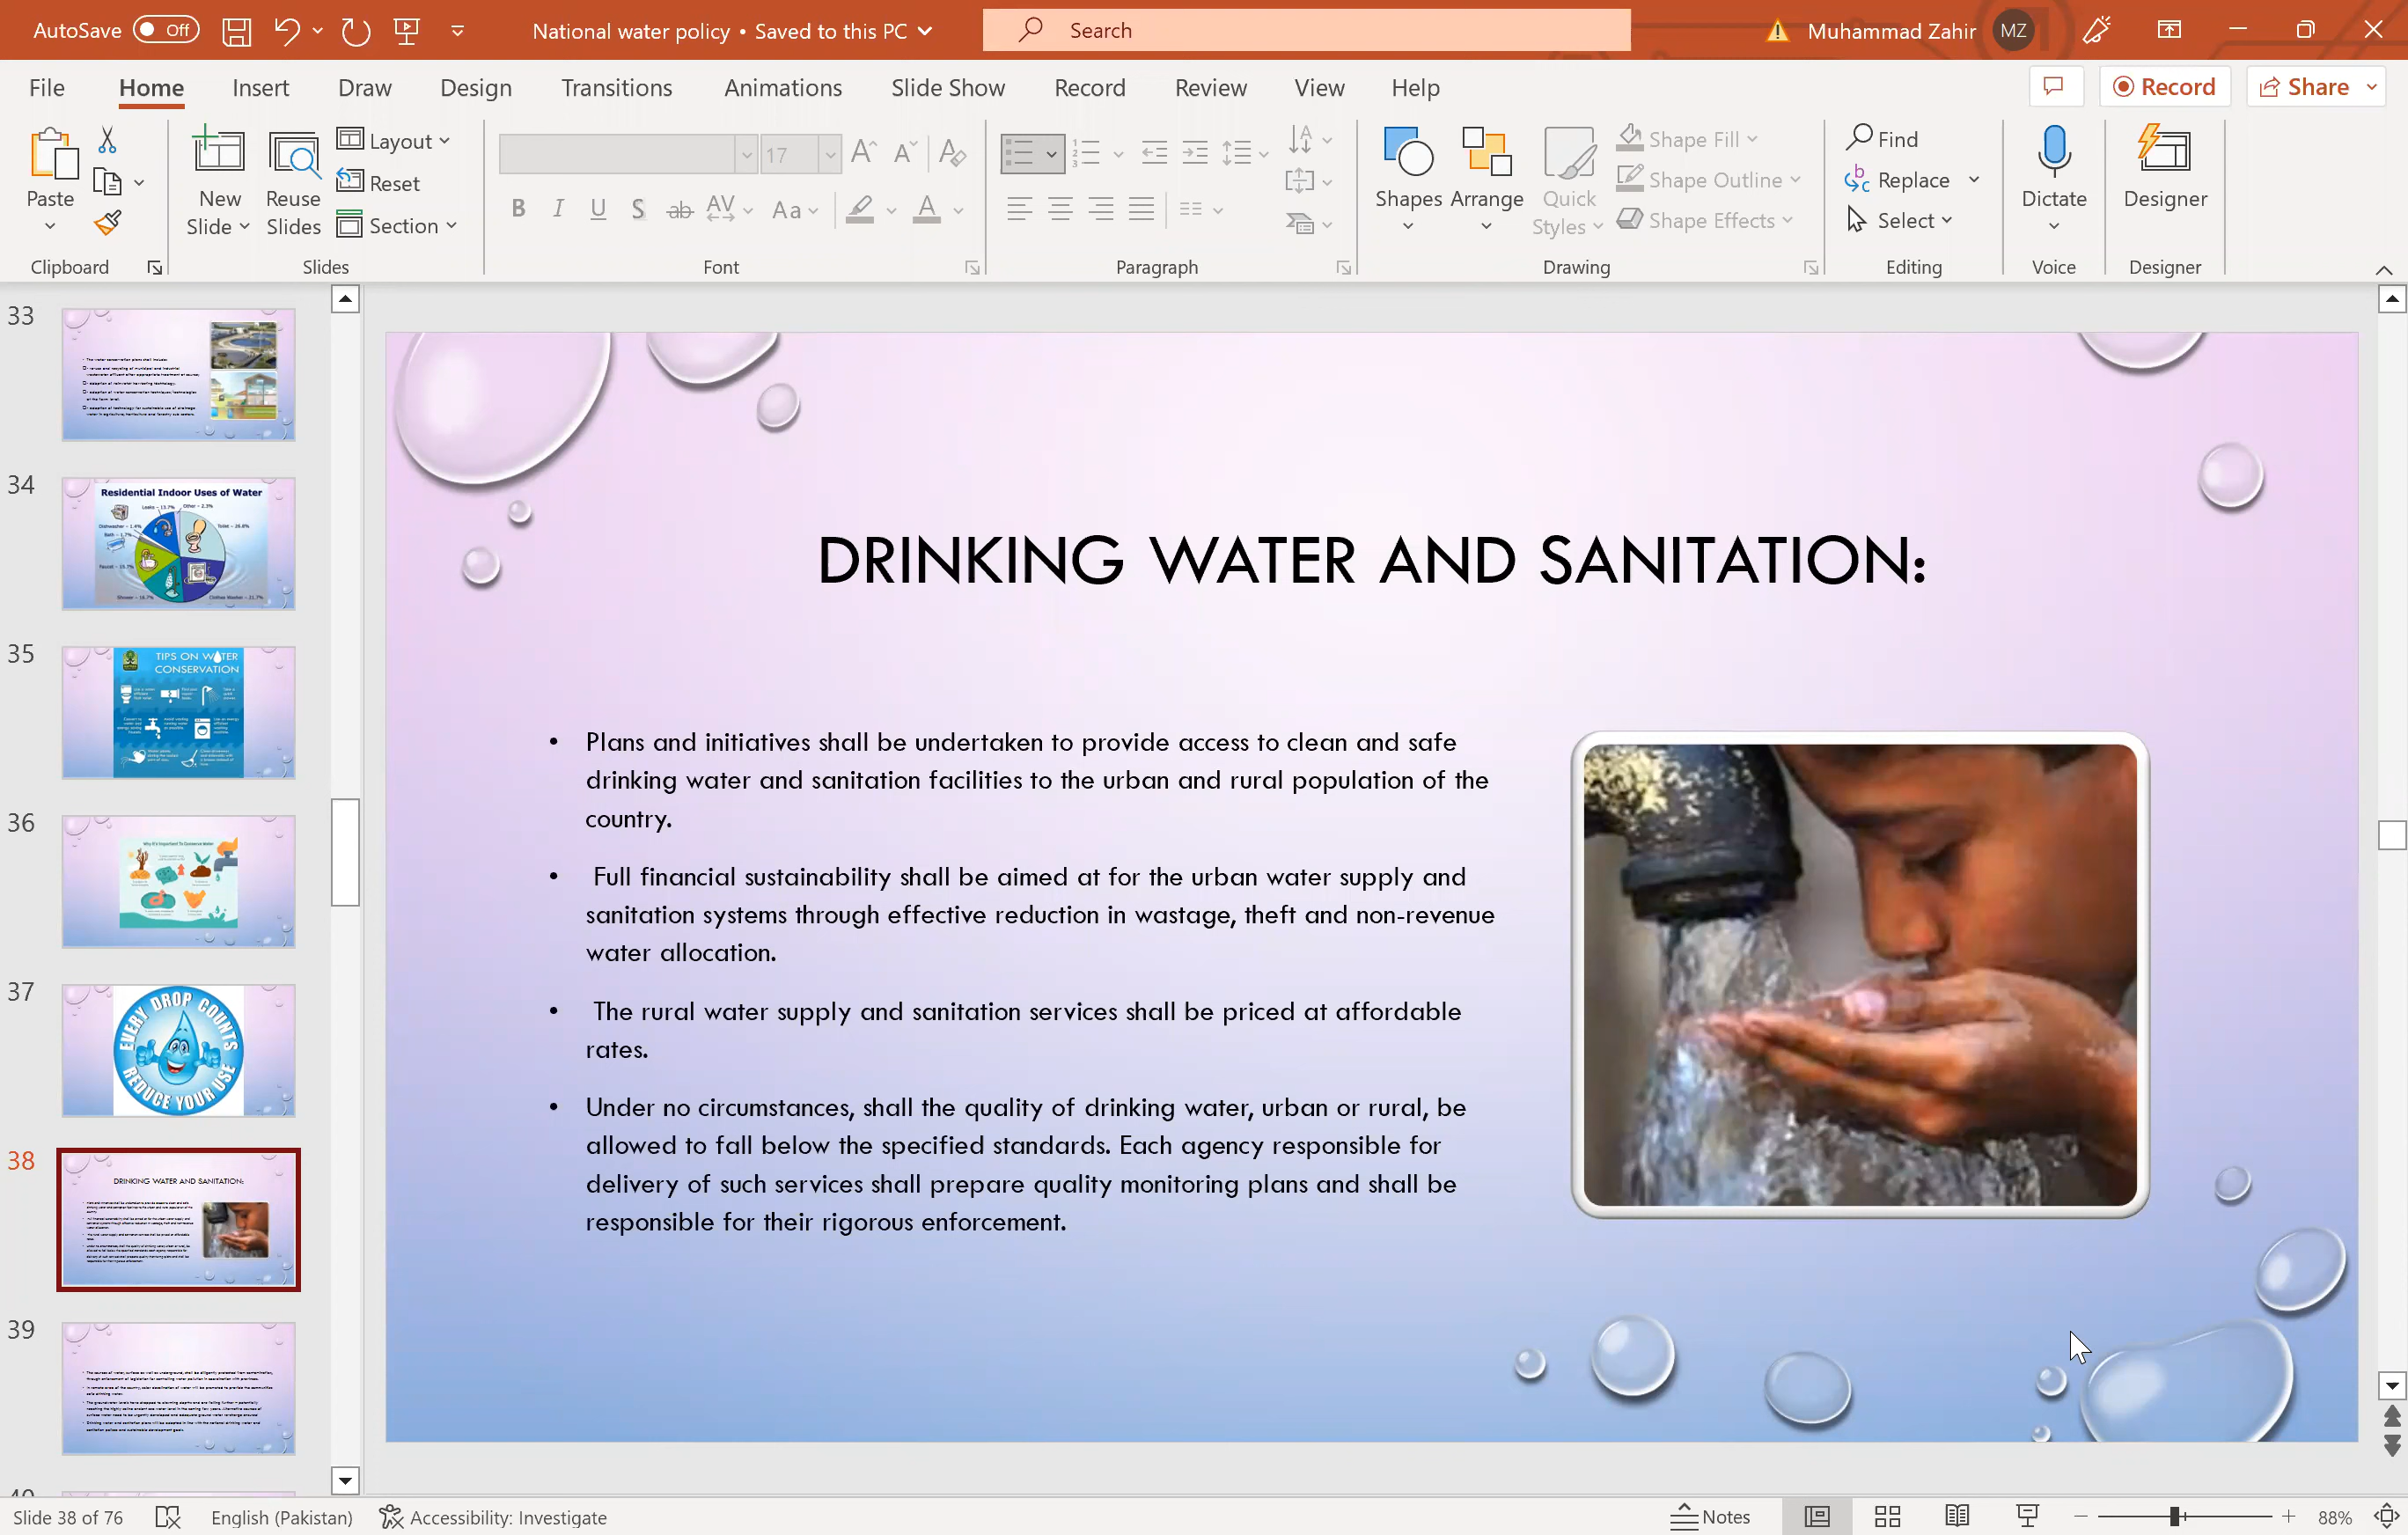 AutoSave Off National water policy • Saved to this PC Search Muhammad Zahir MZ
File Home Insert Draw Design Transitions Animations Slide Show Record Review View Help Record Share
Paste
New Slide
Reuse Slides
Layout
Reset
Section
17
B I U S ab AV Aa A
Shapes
Arrange
Quick Styles
Shape Fill
Shape Outline
Shape Effects
Find
Replace
Select
Dictate
Designer
Clipboard Slides Font Paragraph Drawing Editing Voice Designer
33
34
Residential Indoor Uses of Water
35
TIPS ON WATER
CONSERVATION
36
Why It's Important To Conserve Water
37
EVERY DROP COUNTS
REDUCE YOUR USE
38
DRINKING WATER AND SANITATION:
39
DRINKING WATER AND SANITATION:
• Plans and initiatives shall be undertaken to provide access to clean and safe
drinking water and sanitation facilities to the urban and rural population of the
country.
• Full financial sustainability shall be aimed at for the urban water supply and
sanitation systems through effective reduction in wastage, theft and non-revenue
water allocation.
• The rural water supply and sanitation services shall be priced at affordable
rates.
• Under no circumstances, shall the quality of drinking water, urban or rural, be
allowed to fall below the specified standards. Each agency responsible for
delivery of such services shall prepare quality monitoring plans and shall be
responsible for their rigorous enforcement.
Slide 38 of 76 English (Pakistan) Accessibility: Investigate Notes 88%